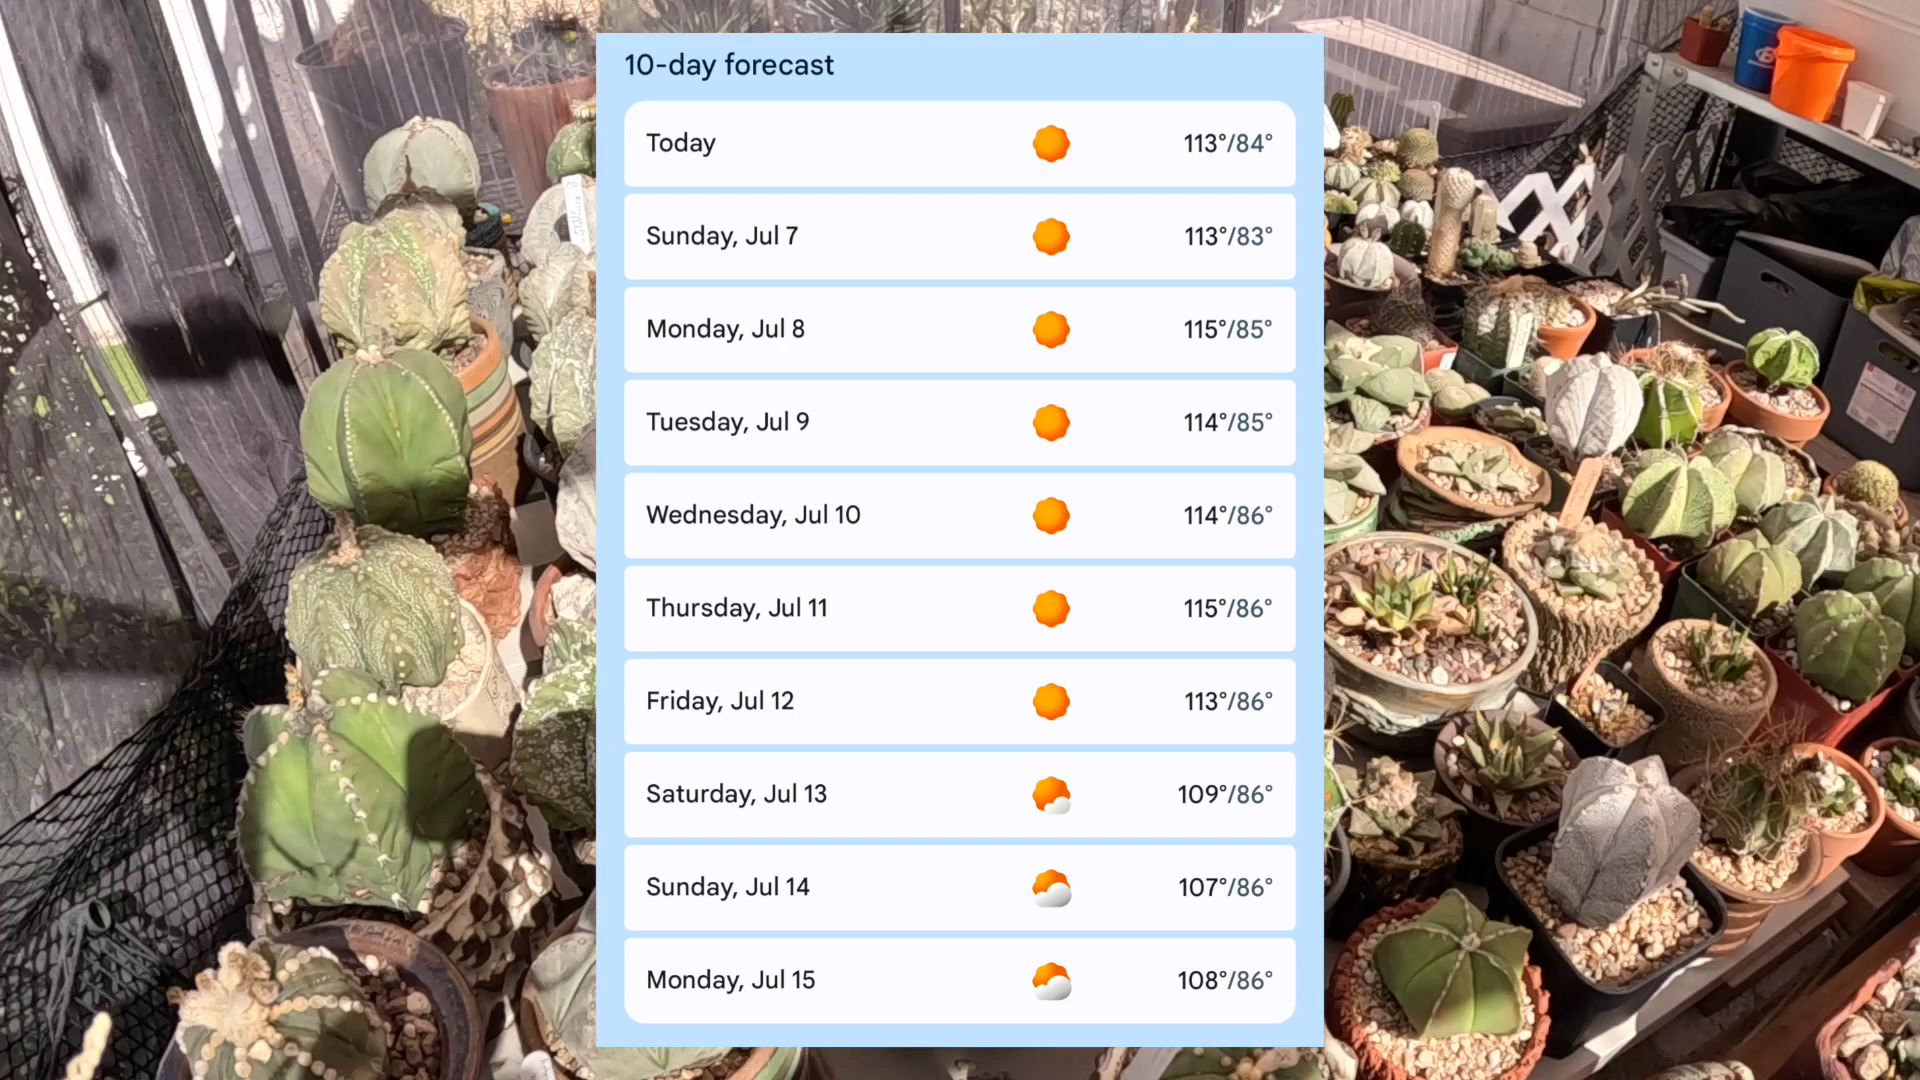 10-day forecast
Today 113°/84°
Sunday, Jul 7 113°/83°
Monday, Jul 8 115°/85°
Tuesday, Jul 9 114°/85°
Wednesday, Jul 10 114°/86°
Thursday, Jul 11 115°/86°
Friday, Jul 12 113°/86°
Saturday, Jul 13 109°/86°
Sunday, Jul 14 107°/86°
Monday, Jul 15 108°/86°